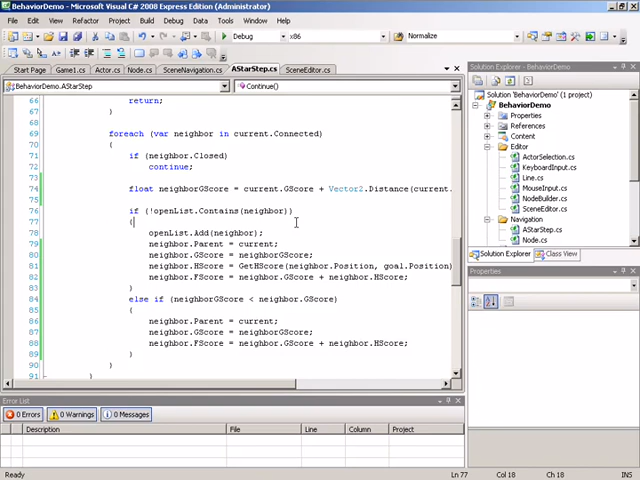 BehaviorDemo - Microsoft Visual C# 2008 Express Edition (Administrator)
File Edit View Refactor Project Build Debug Data Tools Window Help
Debug x86 Normalize
Start Page Game1.cs Actor.cs Node.cs SceneNavigation.cs AStarStep.cs SceneEditor.cs
BehaviorDemo.AStarStep Continue()
66 return;
67 }
68
69 foreach (var neighbor in current.Connected)
70 {
71 if (neighbor.Closed)
72 continue;
73
74 float neighborGScore = current.GScore + Vector2.Distance(current.
75
76 if (!openList.Contains(neighbor))
77 {
78 openList.Add(neighbor);
79 neighbor.Parent = current;
80 neighbor.GScore = neighborGScore;
81 neighbor.HScore = GetHScore(neighbor.Position, goal.Position)
82 neighbor.FScore = neighbor.GScore + neighbor.HScore;
83 }
84 else if (neighborGScore < neighbor.GScore)
85 {
86 neighbor.Parent = current;
87 neighbor.GScore = neighborGScore;
88 neighbor.FScore = neighbor.GScore + neighbor.HScore;
89 }
90 }
91 }
Solution Explorer - BehaviorDemo
Solution 'BehaviorDemo' (1 project)
BehaviorDemo
Properties
References
Content
Editor
ActorSelection.cs
KeyboardInput.cs
Line.cs
MouseInput.cs
NodeBuilder.cs
SceneEditor.cs
Navigation
AStarStep.cs
Node.cs
Solution Explorer Class View
Properties
Error List
0 Errors 0 Warnings 0 Messages
Description File Line Column Project
Ready Ln 77 Col 18 Ch 18